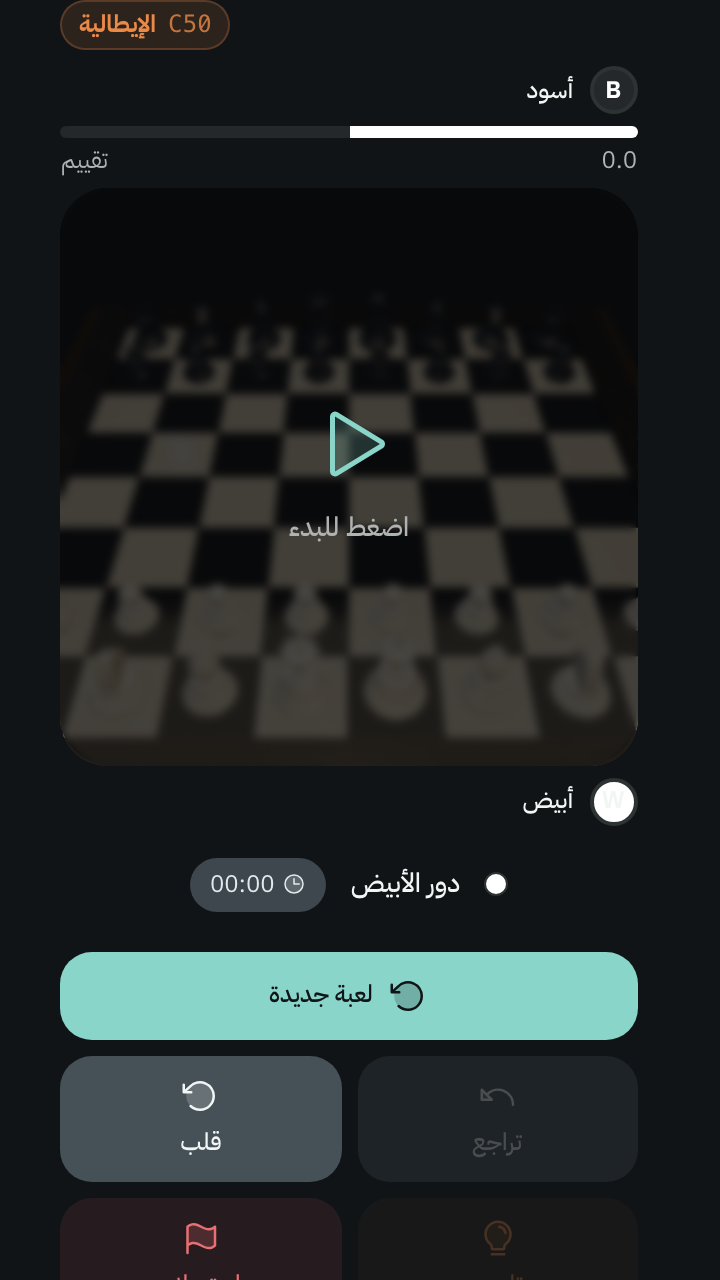 الإيطالية C50
B أسود
0.0 تقييم
اضغط للبدء
W أبيض
دور الأبيض 00:00
لعبة جديدة
تراجع
قلب